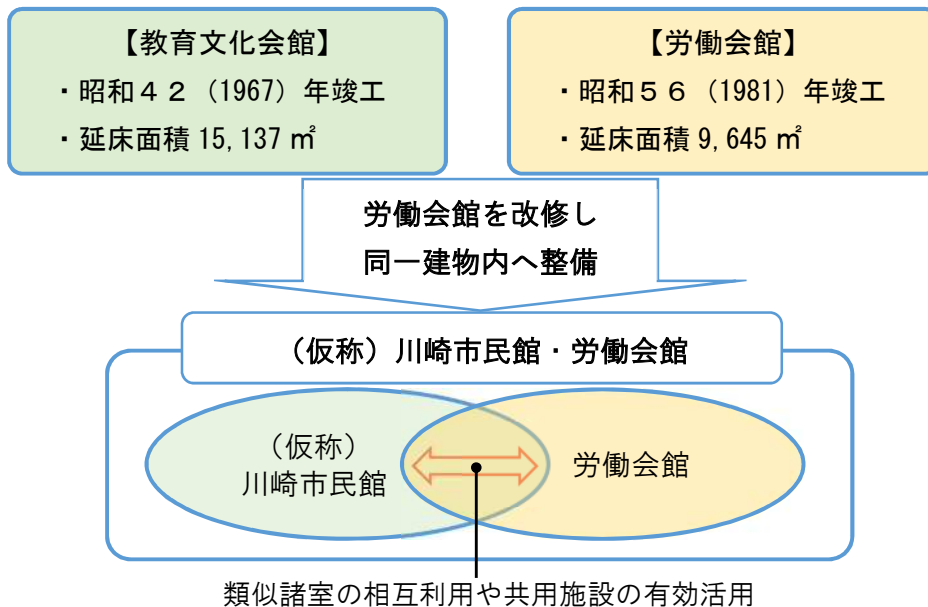 【教育文化会館】
・昭和４２（1967）年竣工
・延床面積 15,137 ㎡
【労働会館】
・昭和５６（1981）年竣工
・延床面積 9,645 ㎡
労働会館を改修し
同一建物内へ整備
（仮称）川崎市民館・労働会館
（仮称）
川崎市民館
労働会館
類似諸室の相互利用や共用施設の有効活用